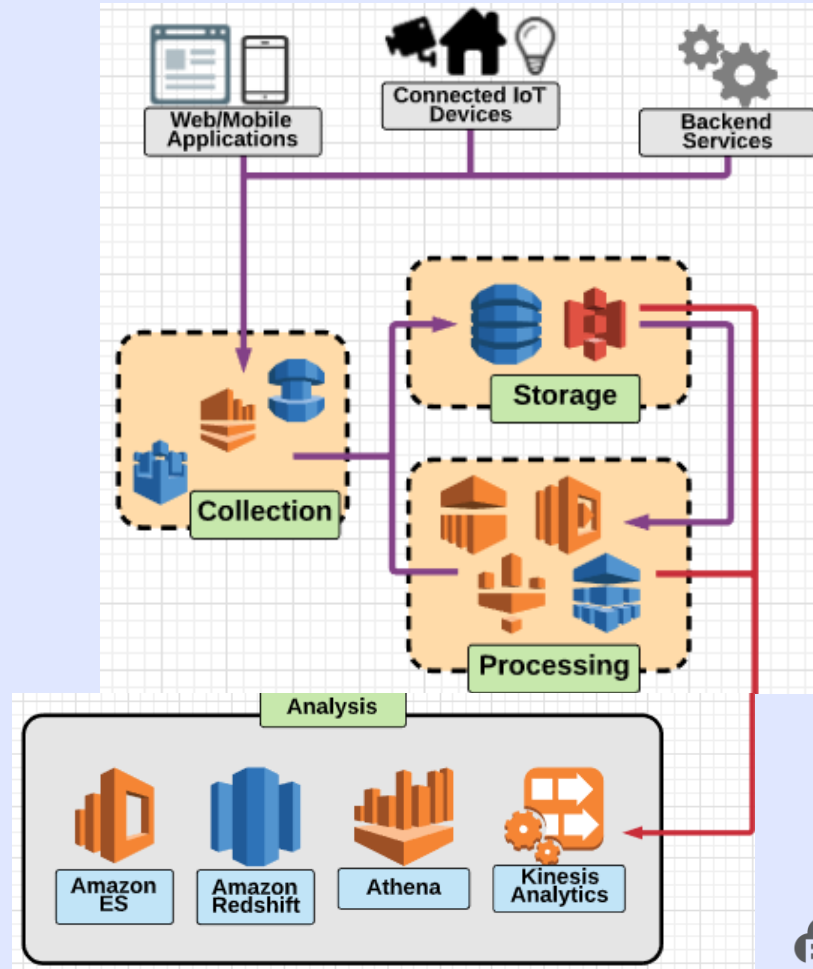 Web/Mobile
Applications
Connected IoT
Devices
Backend
Services
Storage
Collection
Processing
Analysis
Amazon
ES
Amazon
Redshift
Athena
Kinesis
Analytics